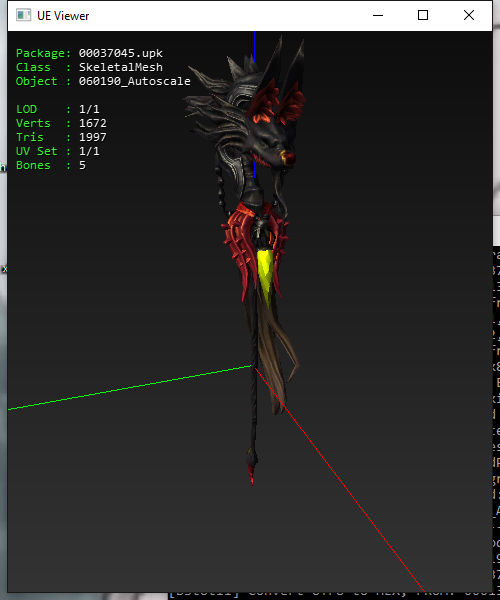 UE Viewer
Package: 00037045.upk
Class : SkeletalMesh
Object : 060190_Autoscale
LOD : 1/1
Verts : 1672
Tris : 1997
UV Set : 1/1
Bones : 5